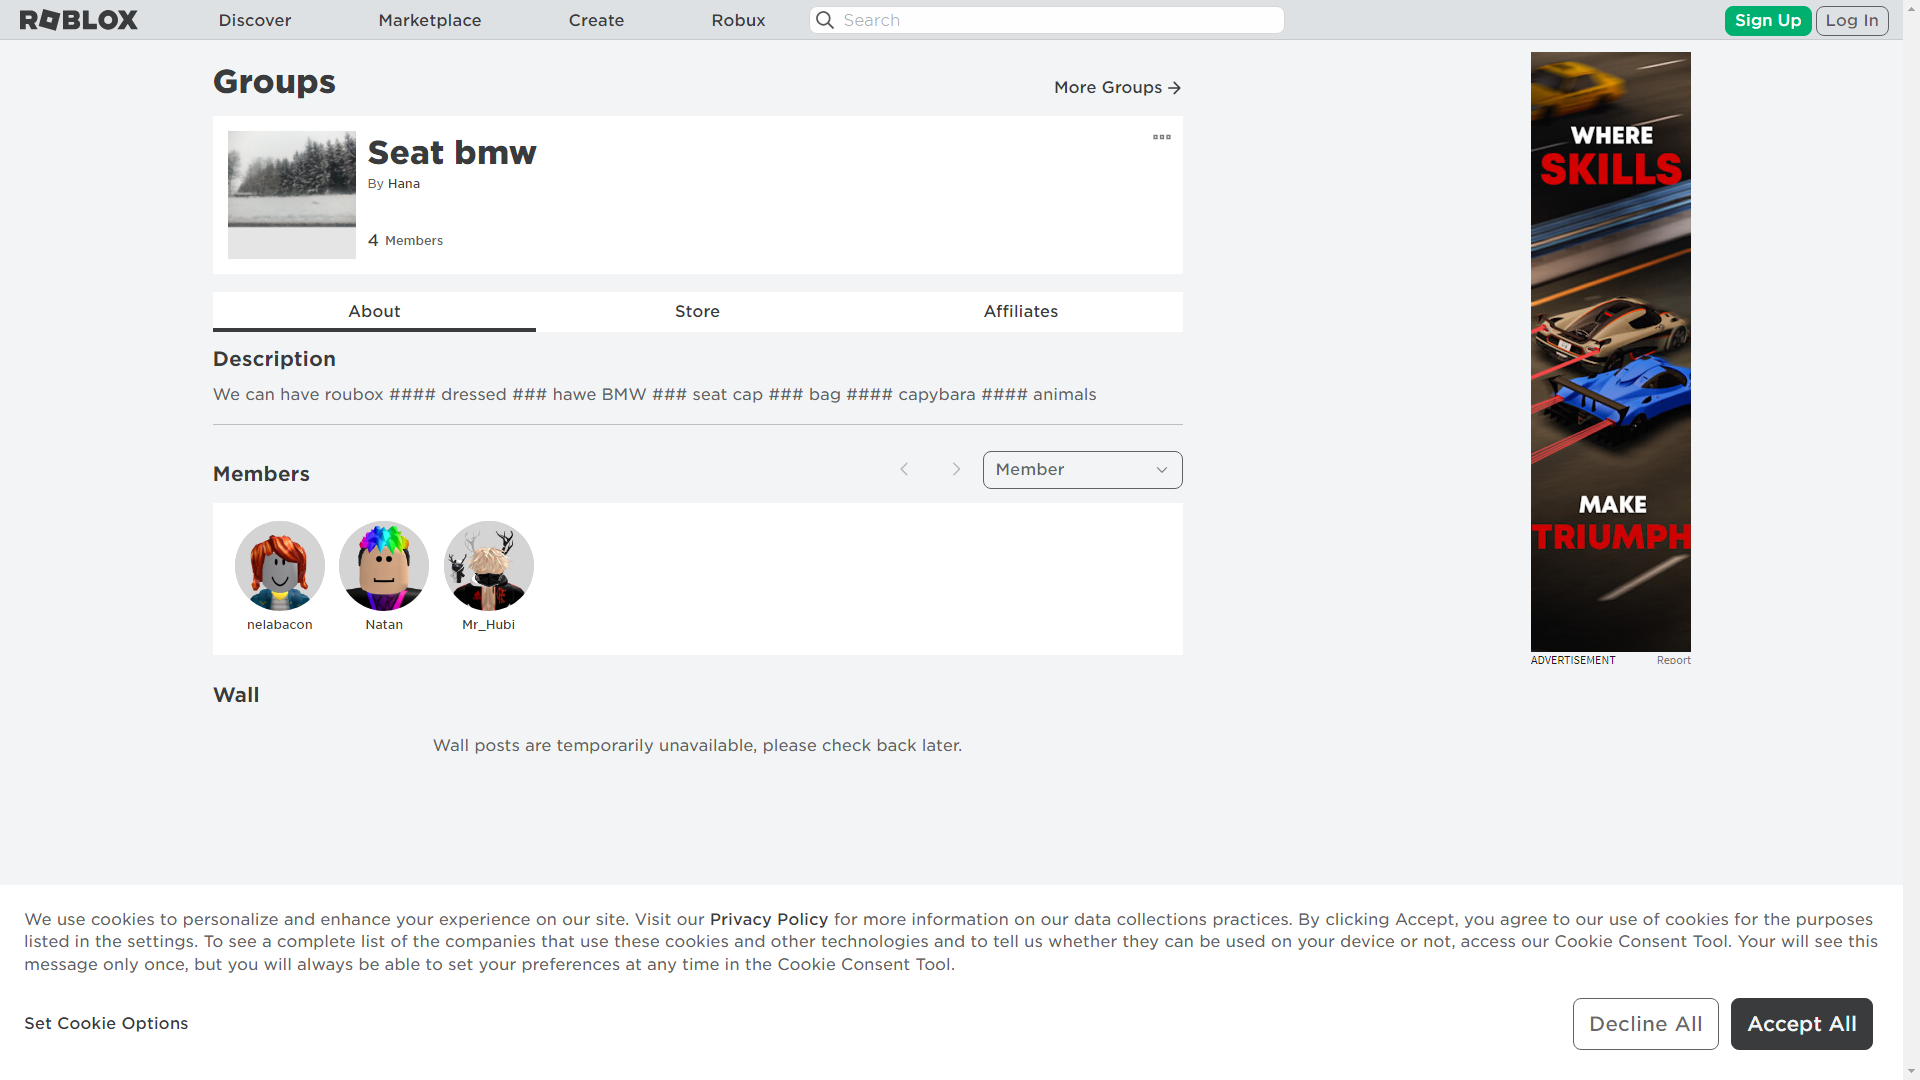 ROBLOX
Discover
Marketplace
Create
Robux
Search
Sign Up
Log In
Groups
More Groups
Seat bmw
By Hana
4 Members
About
Store
Affiliates
Description
We can have roubox #### dressed ### hawe BMW ### seat cap ### bag #### capybara #### animals
Members
Member
nelabacon
Natan
Mr_Hubi
Wall
Wall posts are temporarily unavailable, please check back later.
WHERE
SKILLS
MAKE
TRIUMPH
ADVERTISEMENT
Report
We use cookies to personalize and enhance your experience on our site. Visit our Privacy Policy for more information on our data collections practices. By clicking Accept, you agree to our use of cookies for the purposes
listed in the settings. To see a complete list of the companies that use these cookies and other technologies and to tell us whether they can be used on your device or not, access our Cookie Consent Tool. Your will see this
message only once, but you will always be able to set your preferences at any time in the Cookie Consent Tool.
Set Cookie Options
Decline All
Accept All